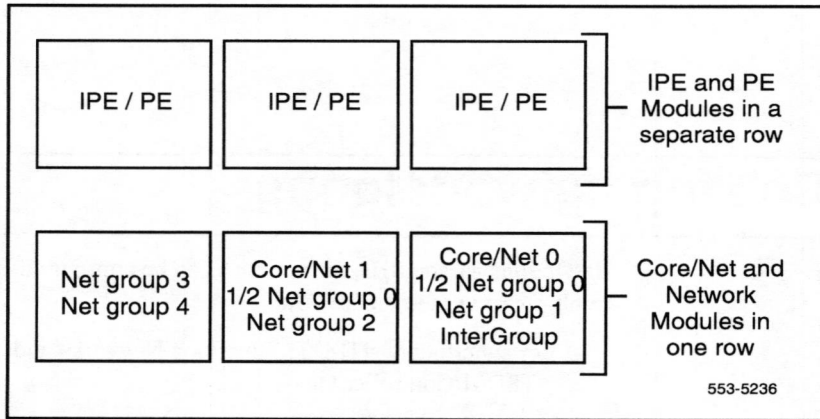 IPE / PE
IPE / PE
IPE / PE
IPE and PE
Modules in a
separate row
Net group 3
Net group 4
Core/Net 1
1/2 Net group 0
Net group 2
Core/Net 0
1/2 Net group 0
Net group 1
InterGroup
Core/Net and
Network
Modules in
one row
553-5236